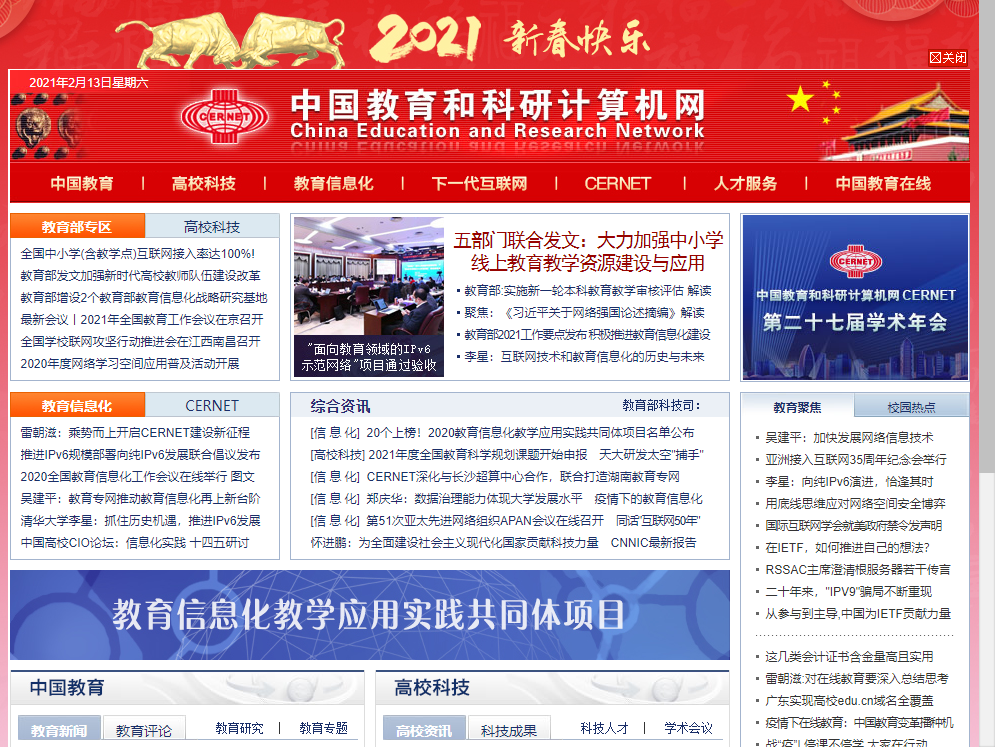 2021 新春快乐
关闭
2021年2月13日星期六
CERNET
中国教育和科研计算机网
China Education and Research Network
中国教育 | 高校科技 | 教育信息化 | 下一代互联网 | CERNET | 人才服务 | 中国教育在线
教育部专区 高校科技
全国中小学(含教学点)互联网接入率达100%!
教育部发文加强新时代高校教师队伍建设改革
教育部增设2个教育部教育信息化战略研究基地
最新会议 | 2021年全国教育工作会议在京召开
全国学校联网攻坚行动推进会在江西南昌召开
2020年度网络学习空间应用普及活动开展
"面向教育领域的IPv6
示范网络"项目通过验收
五部门联合发文：大力加强中小学
线上教育教学资源建设与应用
教育部:实施新一轮本科教育教学审核评估 解读
聚焦：《习近平关于网络强国论述摘编》解读
教育部2021工作要点发布 积极推进教育信息化建设
李星：互联网技术和教育信息化的历史与未来
CERNET
中国教育和科研计算机网 CERNET
第二十七届学术年会
教育信息化 CERNET
雷朝滋：乘势而上开启CERNET建设新征程
推进IPv6规模部署向纯IPv6发展联合倡议发布
2020全国教育信息化工作会议在线举行 图文
吴建平：教育专网推动教育信息化再上新台阶
清华大学李星：抓住历史机遇，推进IPv6发展
中国高校CIO论坛：信息化实践 十四五研讨
综合资讯 教育部科技司：
[信 息 化] 20个上榜！2020教育信息化教学应用实践共同体项目名单公布
[高校科技] 2021年度全国教育科学规划课题开始申报 天大研发太空"捕手"
[信 息 化] CERNET深化与长沙超算中心合作，联合打造湖南教育专网
[信 息 化] 郑庆华：数据治理能力体现大学发展水平 疫情下的教育信息化
[信 息 化] 第51次亚太先进网络组织APAN会议在线召开 同话"互联网50年"
怀进鹏：为全面建设社会主义现代化国家贡献科技力量 CNNIC最新报告
教育聚焦 校园热点
吴建平：加快发展网络信息技术
亚洲接入互联网35周年纪念会举行
李星：向纯IPv6演进，恰逢其时
用底线思维应对网络空间安全博弈
国际互联网学会就美政府禁令发声明
在IETF，如何推进自己的想法?
RSSAC主席澄清根服务器若干传言
二十年来，"IPV9"骗局不断重现
从参与到主导,中国为IETF贡献力量
这几类会计证书含金量高且实用
雷朝滋:对在线教育要深入总结思考
广东实现高校edu.cn域名全覆盖
疫情下在线教育：中国教育变革播种机
战"疫"! 停课不停学 大家在行动
教育信息化教学应用实践共同体项目
中国教育
教育新闻 教育评论 教育研究 | 教育专题
高校科技
高校资讯 科技成果 科技人才 | 学术会议